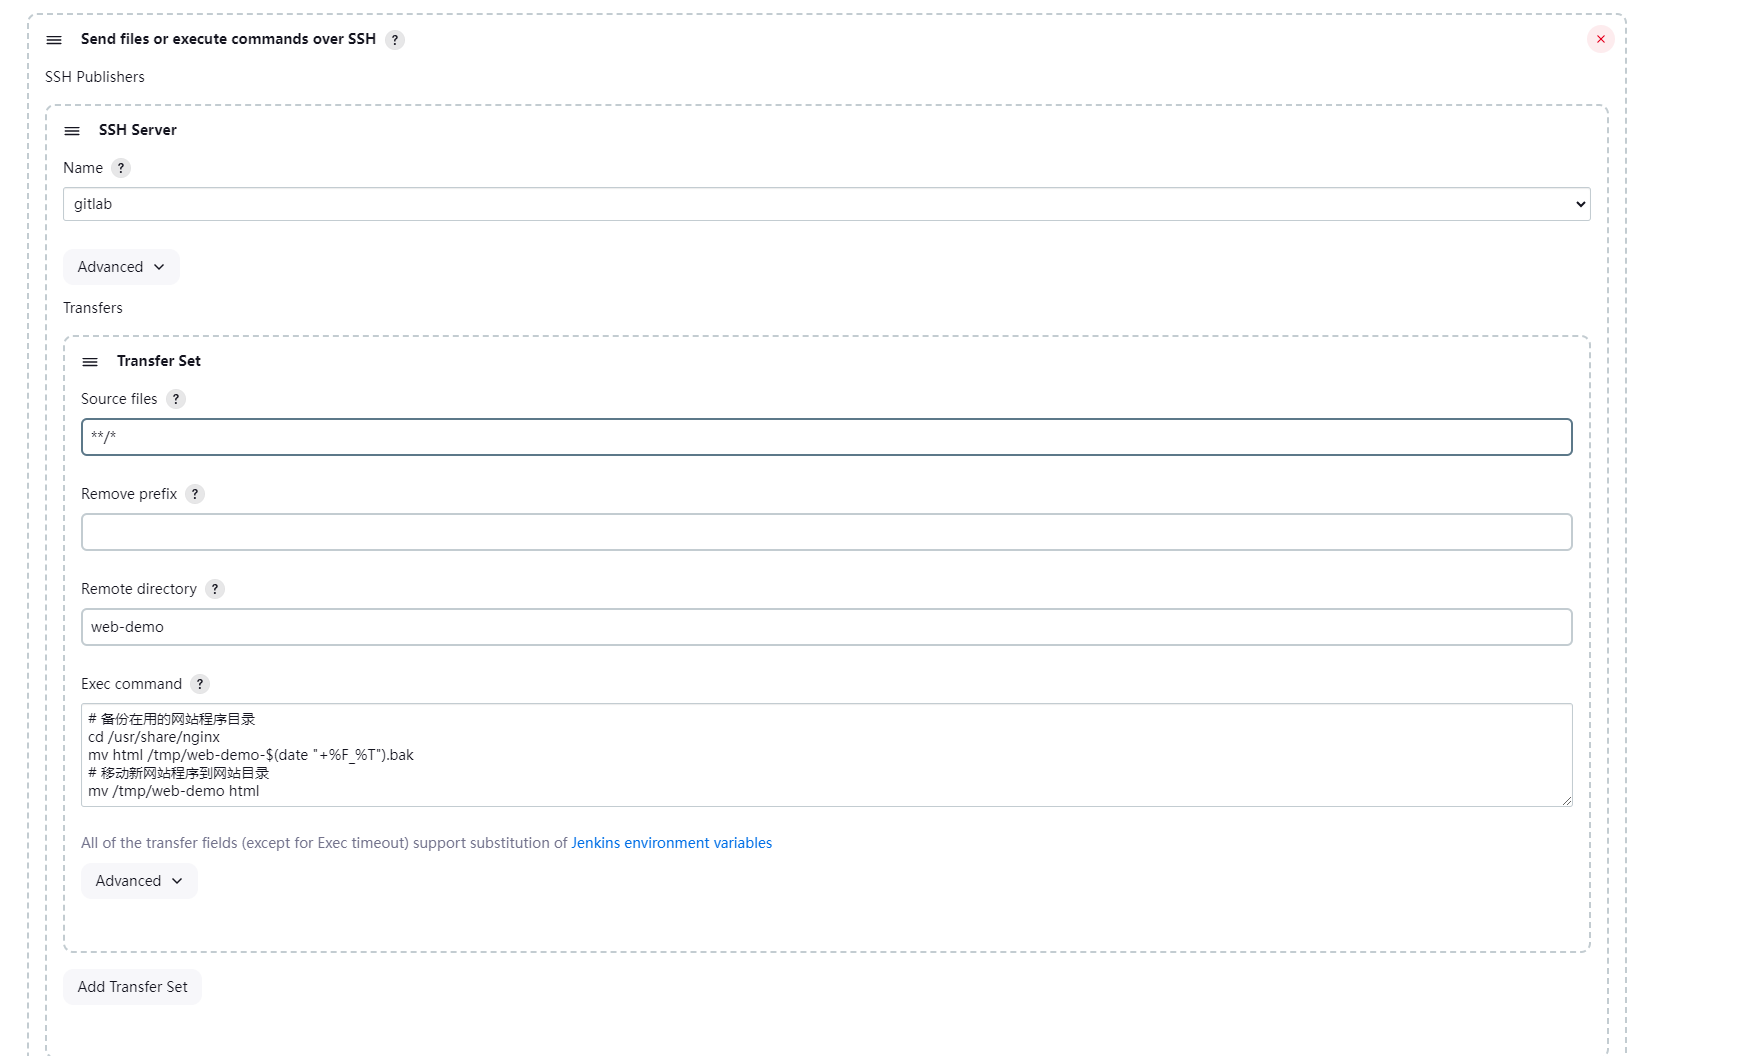 Send files or execute commands over SSH ?
SSH Publishers
SSH Server
Name ?
gitlab
Advanced
Transfers
Transfer Set
Source files ?
**/*
Remove prefix ?
Remote directory ?
web-demo
Exec command ?
# 备份在用的网站程序目录
cd /usr/share/nginx
mv html /tmp/web-demo-$(date "+%F_%T").bak
# 移动新网站程序到网站目录
mv /tmp/web-demo html
All of the transfer fields (except for Exec timeout) support substitution of Jenkins environment variables
Advanced
Add Transfer Set